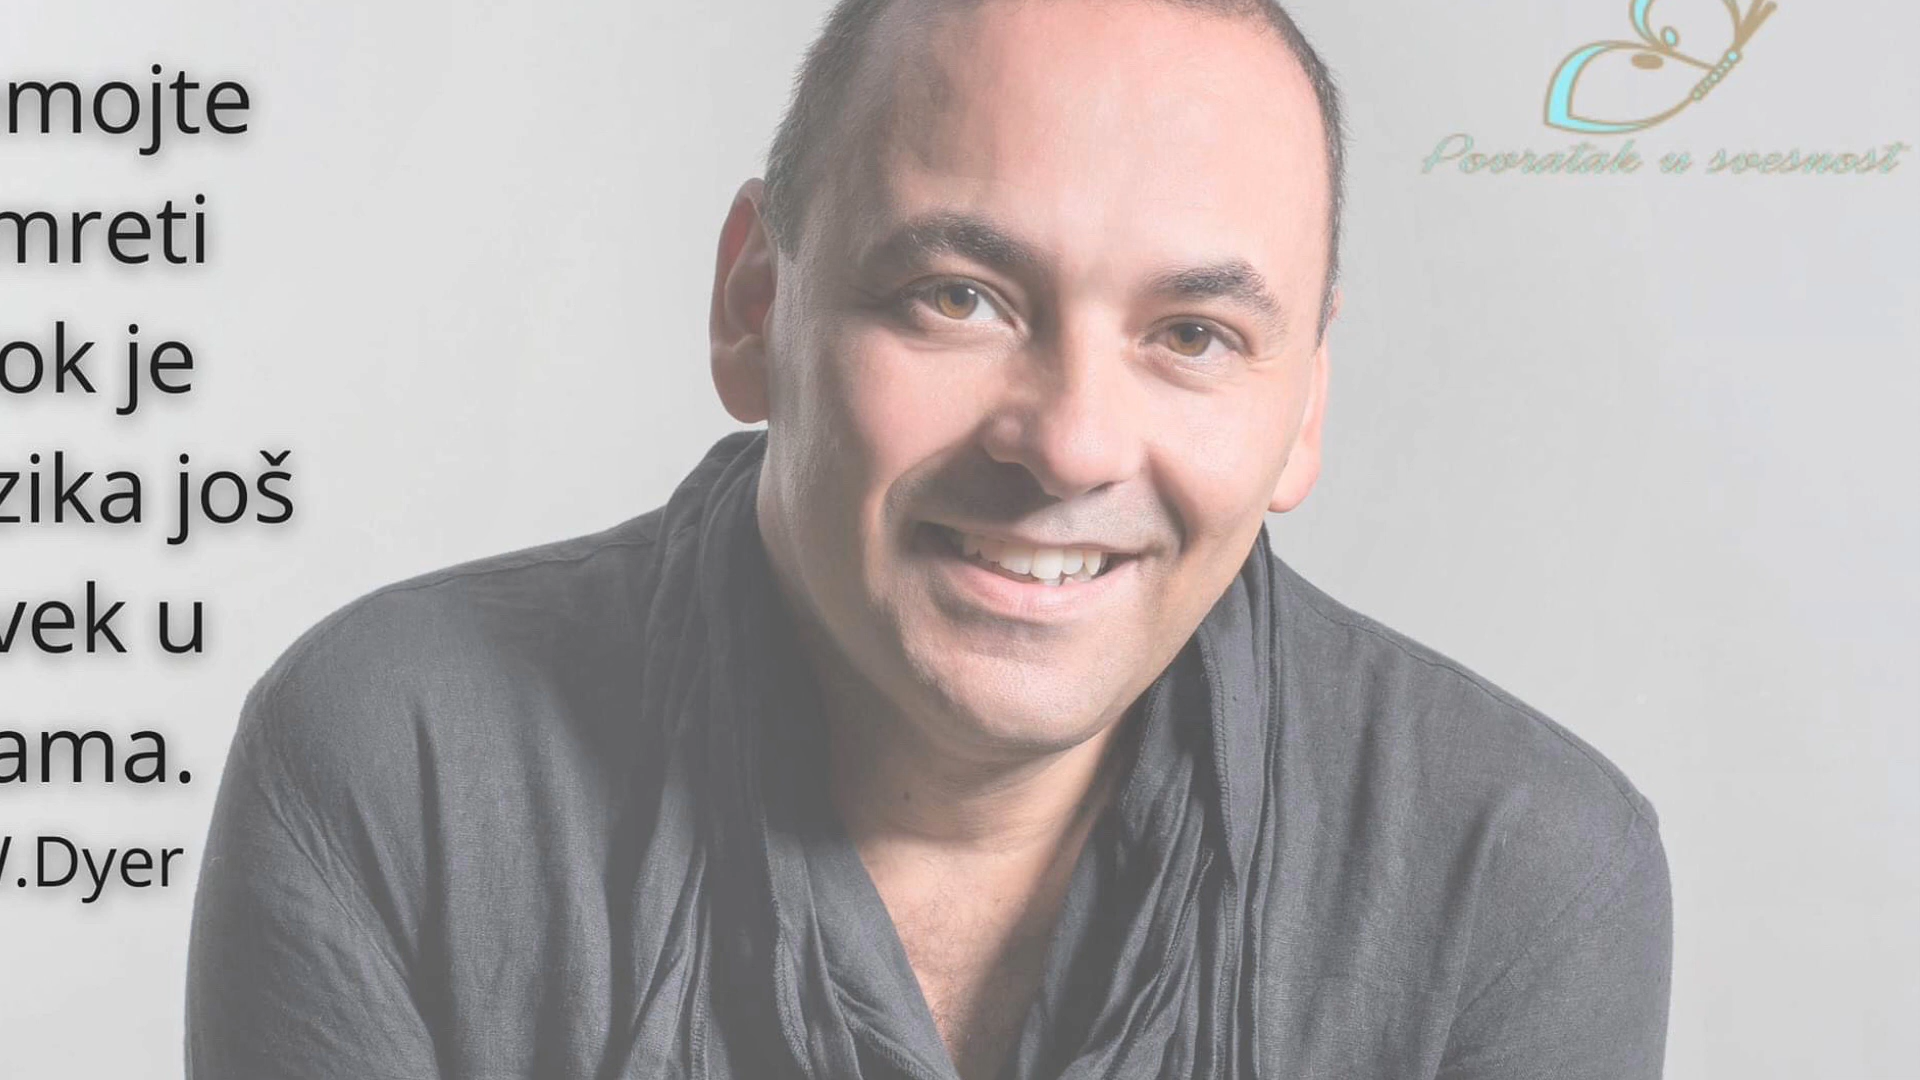 mojte
mreti
ok je
zika još
vek u
ama.
.Dyer
Povratak u svesnost